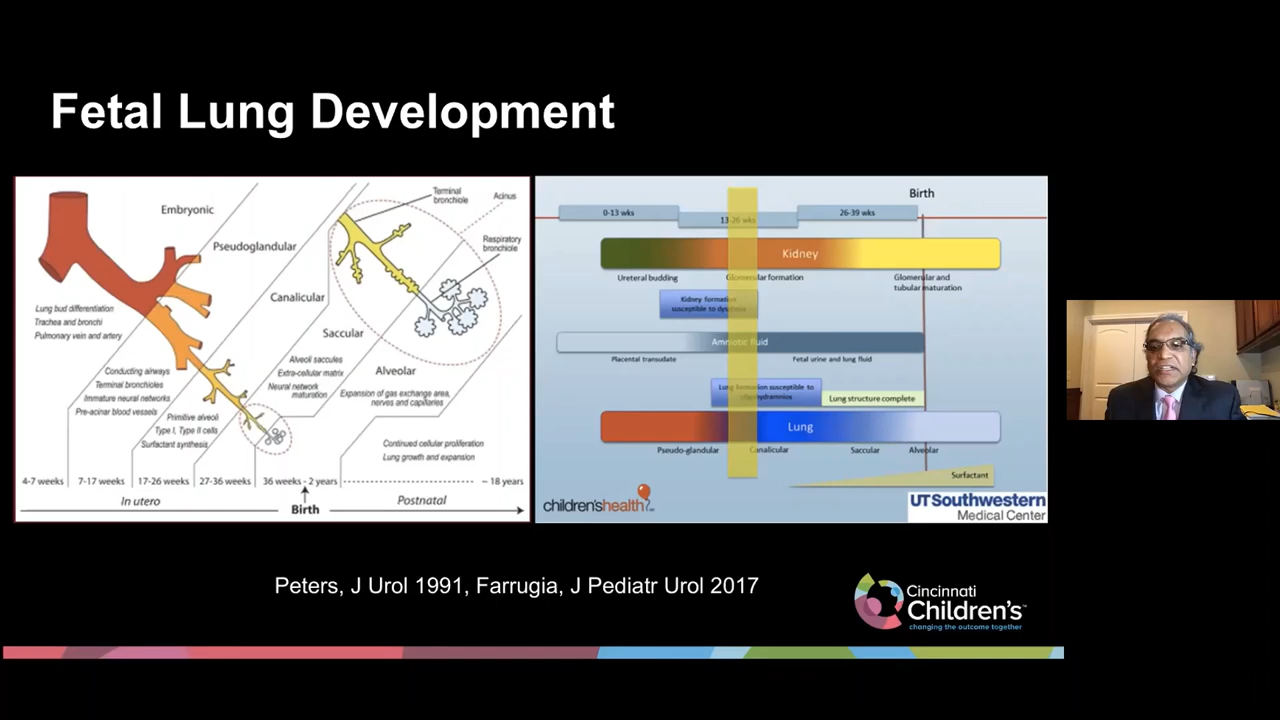 Fetal Lung Development
Embryonic
Pseudoglandular
Canalicular
Saccular
Alveolar
Terminal
bronchiole
Acinus
Respiratory
bronchiole
Lung bud differentiation
Trachea and bronchi
Pulmonary vein and artery
Conducting airways
Terminal bronchioles
Immature neural networks
Pre-acinar blood vessels
Primitive alveoli
Type I, Type II cells
Surfactant synthesis
Alveoli saccules
Extra-cellular matrix
Neural network
maturation
Expansion of gas exchange area,
nerves and capillaries
Continued cellular proliferation
Lung growth and expansion
4-7 weeks 7-17 weeks 17-26 weeks 27-36 weeks 36 weeks - 2 years ~ 18 years
In utero
Birth
Postnatal
Birth
0-13 wks
13-26 wks
26-39 wks
Kidney
Ureteral budding
Glomerular formation
Glomerular and
tubular maturation
Kidney formation
susceptible to dysplasia
Amniotic fluid
Placental transudate
Fetal urine and lung fluid
Lung formation susceptible to
oligohydramnios
Lung structure complete
Lung
Pseudo-glandular
Canalicular
Saccular
Alveolar
Surfactant
children'shealth
UTSouthwestern
Medical Center
Peters, J Urol 1991, Farrugia, J Pediatr Urol 2017
Cincinnati
Children's™
changing the outcome together